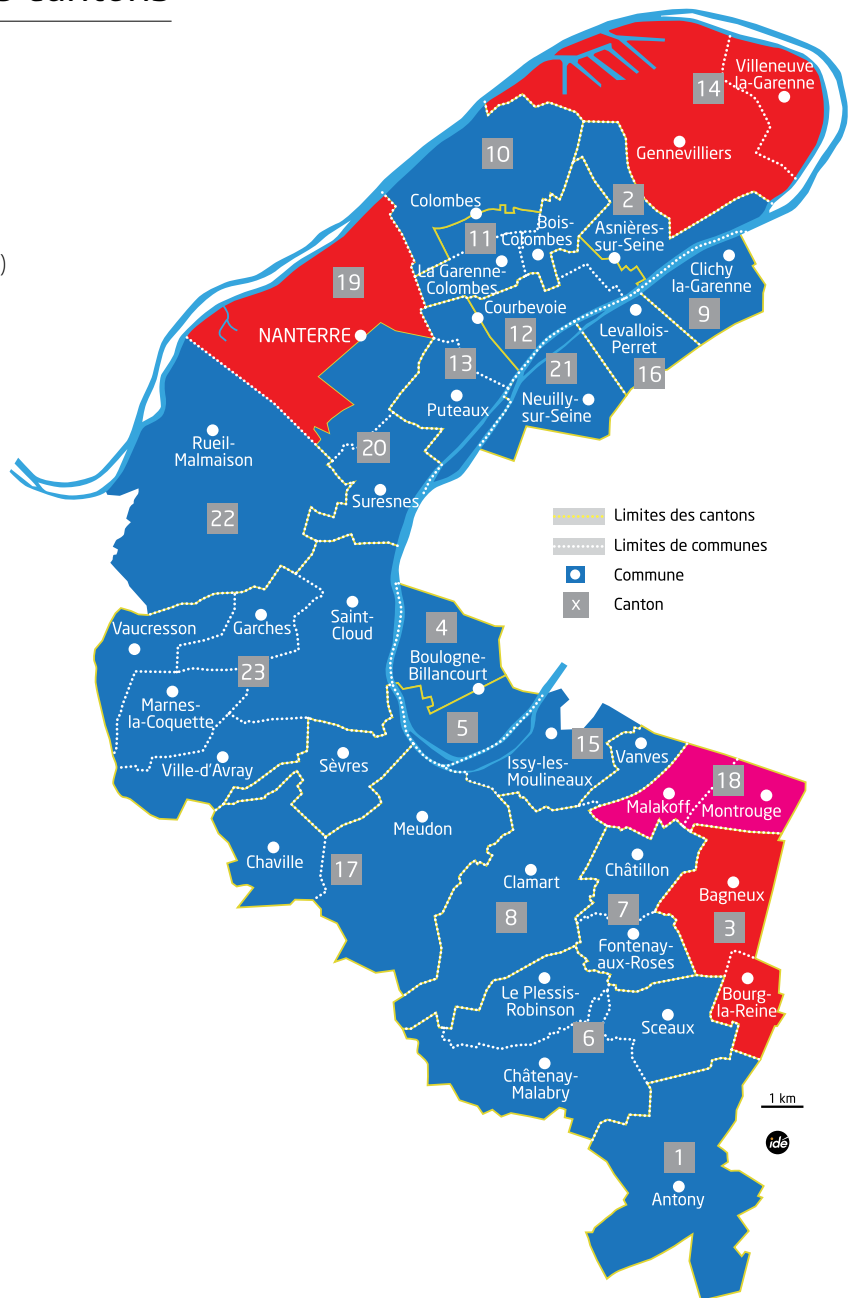 cantons
)
Villeneuve
la-Garenne
14
Gennevilliers
10
2
Colombes
Bois-
Colombes
Asnières-
sur-Seine
11
La Garenne-
Colombes
Clichy
la-Garenne
19
9
Courbevoie
NANTERRE
12
Levallois-
Perret
13
21
16
Puteaux
Neuilly-
sur-Seine
Rueil-
Malmaison
20
Suresnes
22
Limites des cantons
Limites de communes
Commune
x
Canton
Vaucresson
Garches
Saint-
Cloud
4
Boulogne-
Billancourt
23
Marnes-
la-Coquette
5
15
Ville-d'Avray
Sèvres
Issy-les-
Moulineaux
Vanves
18
Malakoff
Montrouge
Meudon
Chaville
17
Clamart
Châtillon
Bagneux
8
7
3
Fontenay-
aux-Roses
Le Plessis-
Robinson
Bourg-
la-Reine
6
Sceaux
Châtenay-
Malabry
1 km
idé
1
Antony